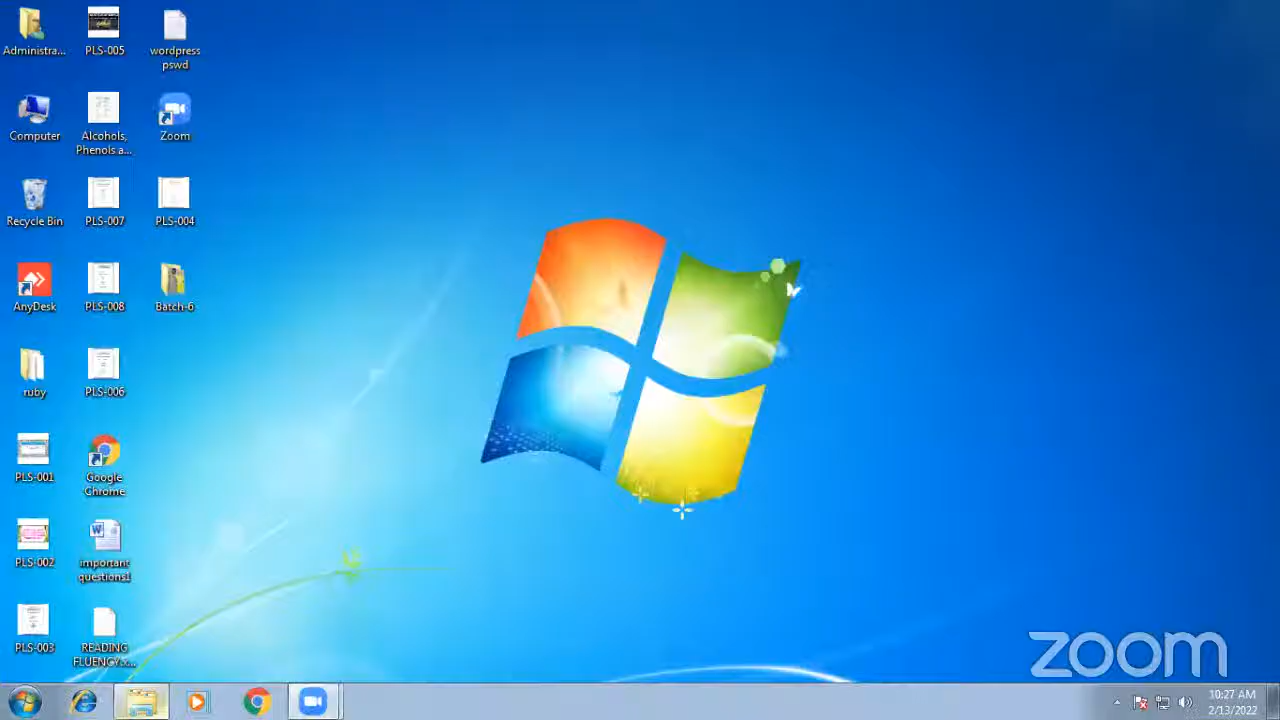 Administra...
PLS-005
wordpress
pswd
Computer
Alcohols,
Phenols a...
Zoom
Recycle Bin
PLS-007
PLS-004
AnyDesk
PLS-008
Batch-6
ruby
PLS-006
PLS-001
Google
Chrome
PLS-002
important
questions1
PLS-003
READING
FLUENCY...
zoom
10:27 AM
2/13/2022